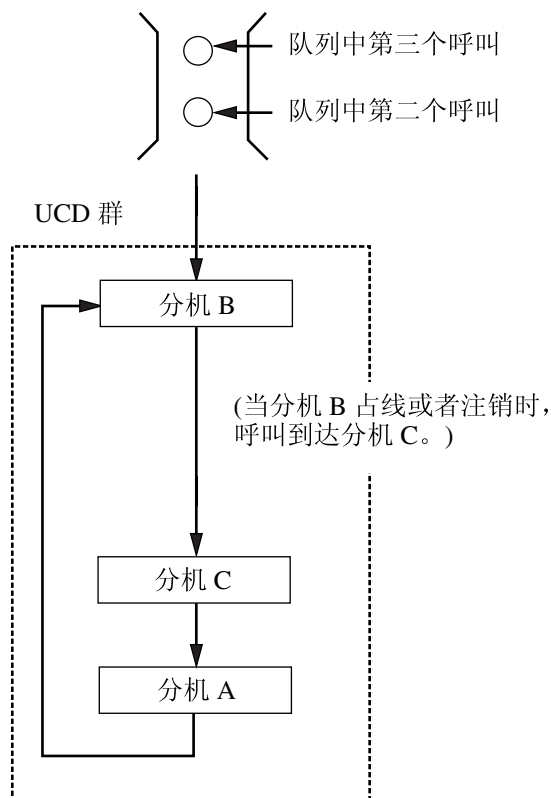 队列中第三个呼叫
队列中第二个呼叫
UCD 群
分机 B
(当分机 B 占线或者注销时,
呼叫到达分机 C。)
分机 C
分机 A